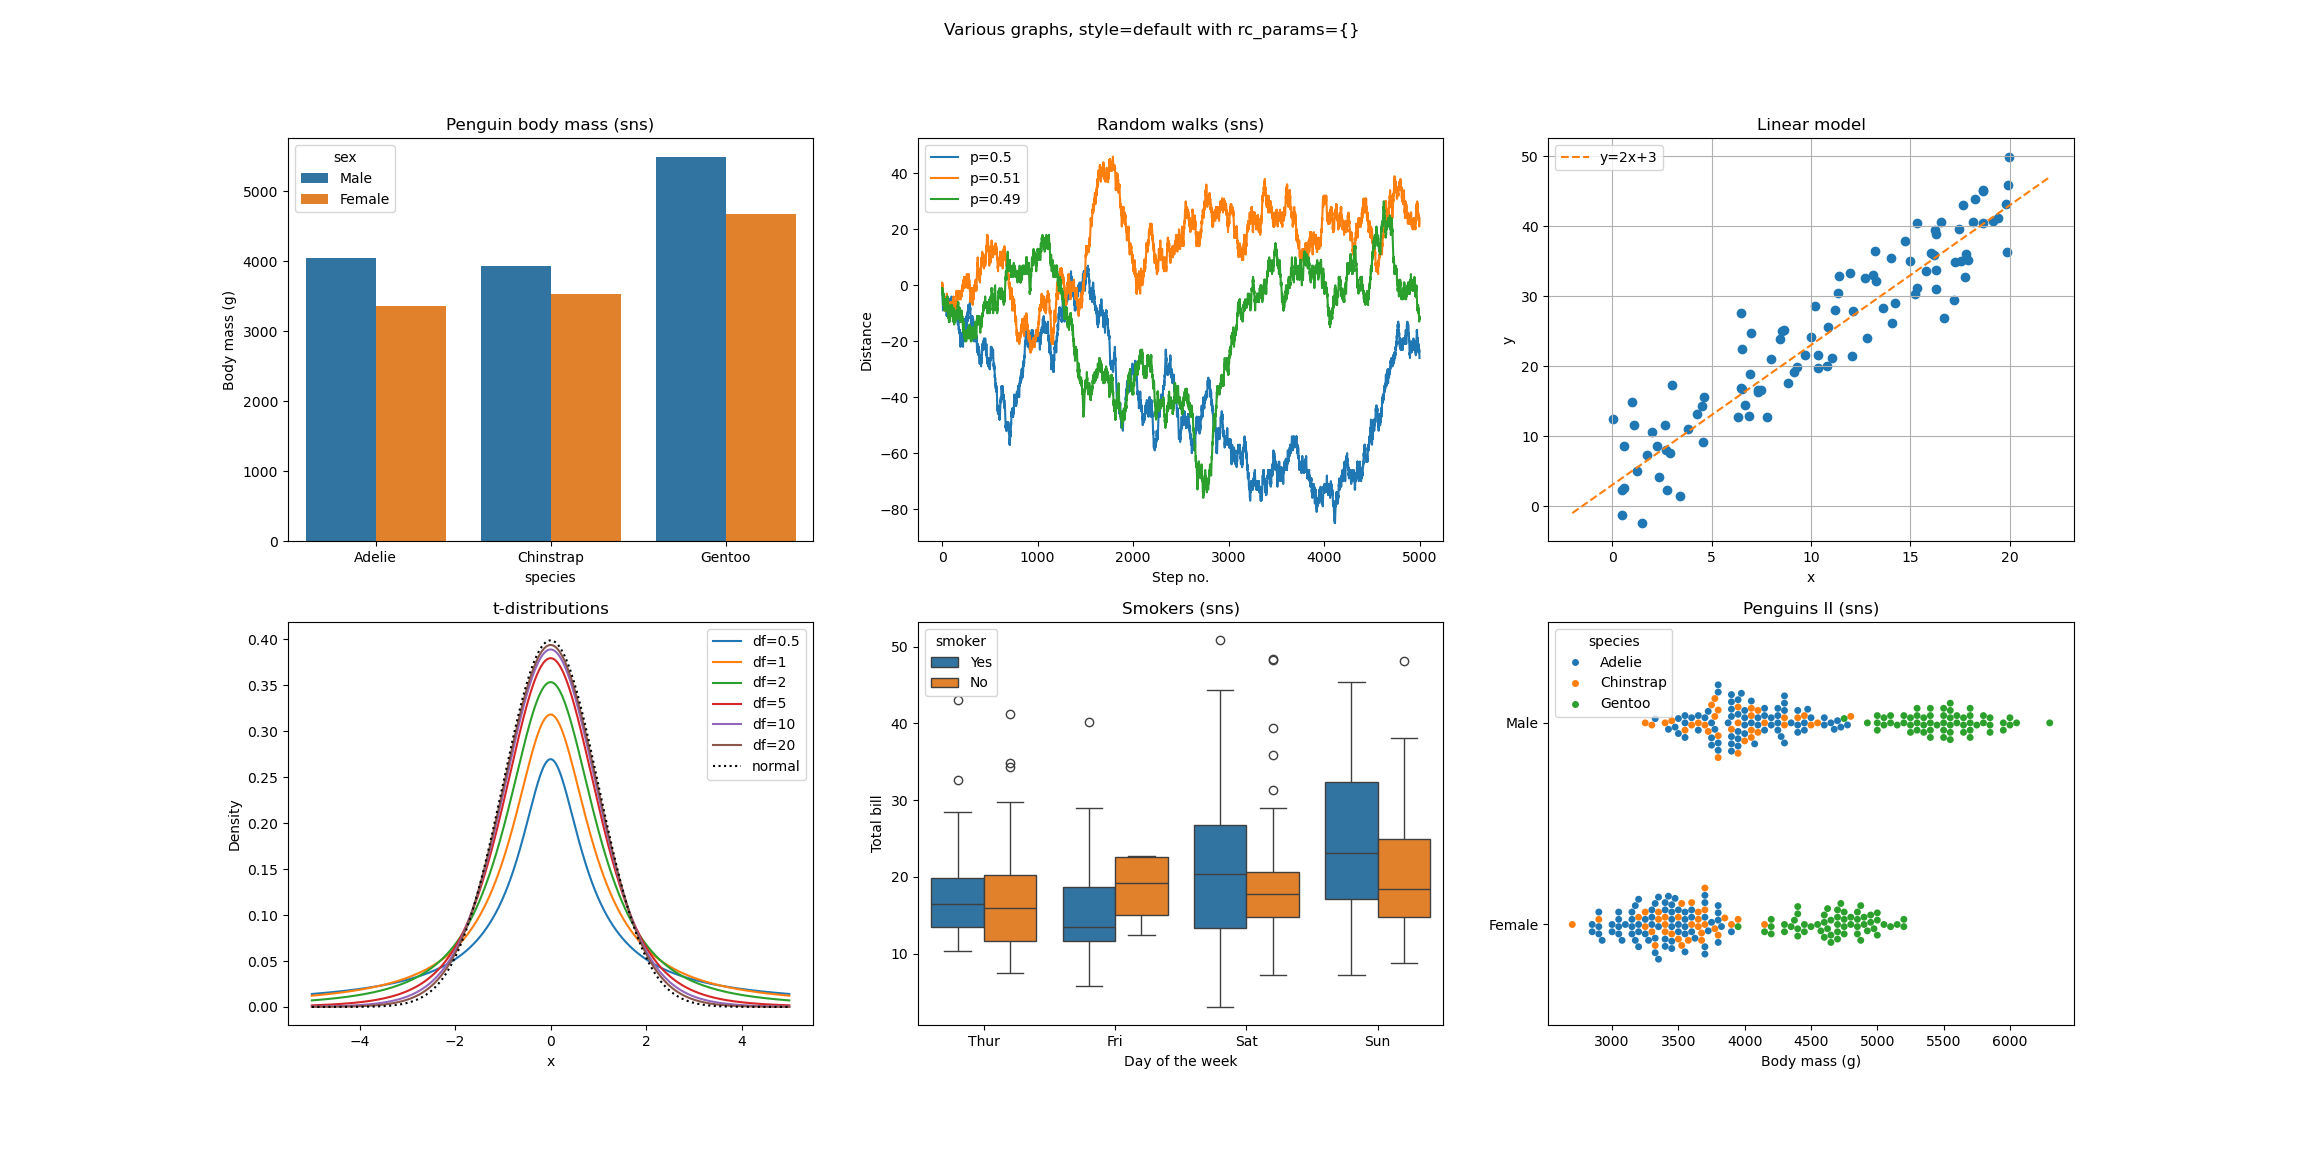 Various graphs, style=default with rc_params={}
Penguin body mass (sns)
sex
Male
Female
5000
4000
3000
2000
1000
0
Body mass (g)
Adelie Chinstrap Gentoo
species
Random walks (sns)
p=0.5
p=0.51
p=0.49
40
20
0
−20
−40
−60
−80
Distance
0 1000 2000 3000 4000 5000
Step no.
Linear model
y=2x+3
50
40
30
20
10
0
y
0 5 10 15 20
x
t-distributions
df=0.5
df=1
df=2
df=5
df=10
df=20
normal
0.40
0.35
0.30
0.25
0.20
0.15
0.10
0.05
0.00
Density
−4 −2 0 2 4
x
Smokers (sns)
smoker
Yes
No
50
40
30
20
10
Total bill
Thur Fri Sat Sun
Day of the week
Penguins II (sns)
species
Adelie
Chinstrap
Gentoo
Male
Female
3000 3500 4000 4500 5000 5500 6000
Body mass (g)